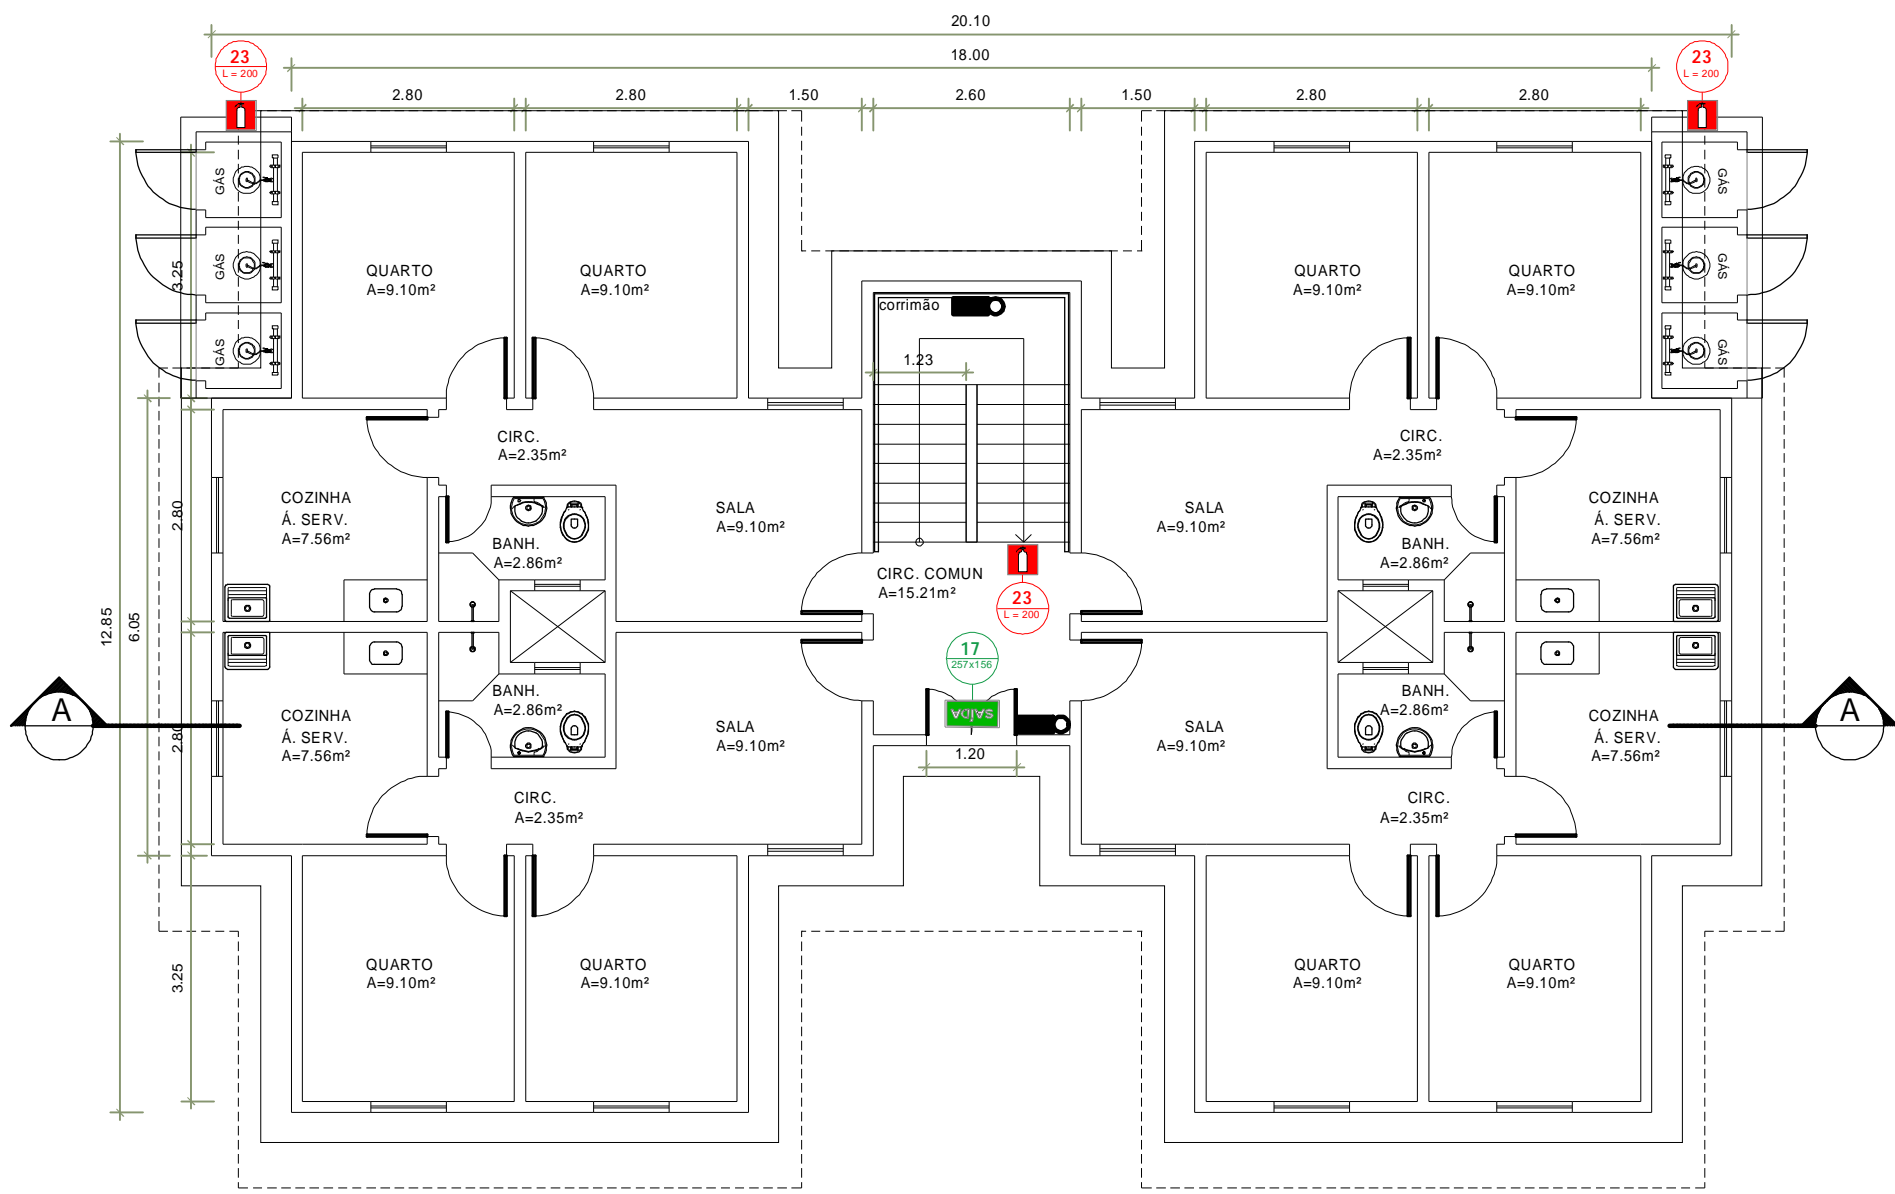 20.10
18.00
23
L = 200
23
L = 200
2.80
2.80
1.50
2.60
1.50
2.80
2.80
GÁS
GÁS
GÁS
GÁS
GÁS
GÁS
3.25
QUARTO
A=9.10m²
QUARTO
A=9.10m²
QUARTO
A=9.10m²
QUARTO
A=9.10m²
corrimão
1.23
CIRC.
A=2.35m²
CIRC.
A=2.35m²
2.80
COZINHA
Á. SERV.
A=7.56m²
SALA
A=9.10m²
SALA
A=9.10m²
COZINHA
Á. SERV.
A=7.56m²
BANH.
A=2.86m²
BANH.
A=2.86m²
CIRC. COMUN
A=15.21m²
23
L = 200
12.85
6.05
17
257x156
SAÍDA
A
A
2.80
COZINHA
Á. SERV.
A=7.56m²
BANH.
A=2.86m²
SALA
A=9.10m²
SALA
A=9.10m²
BANH.
A=2.86m²
COZINHA
Á. SERV.
A=7.56m²
1.20
CIRC.
A=2.35m²
CIRC.
A=2.35m²
3.25
QUARTO
A=9.10m²
QUARTO
A=9.10m²
QUARTO
A=9.10m²
QUARTO
A=9.10m²